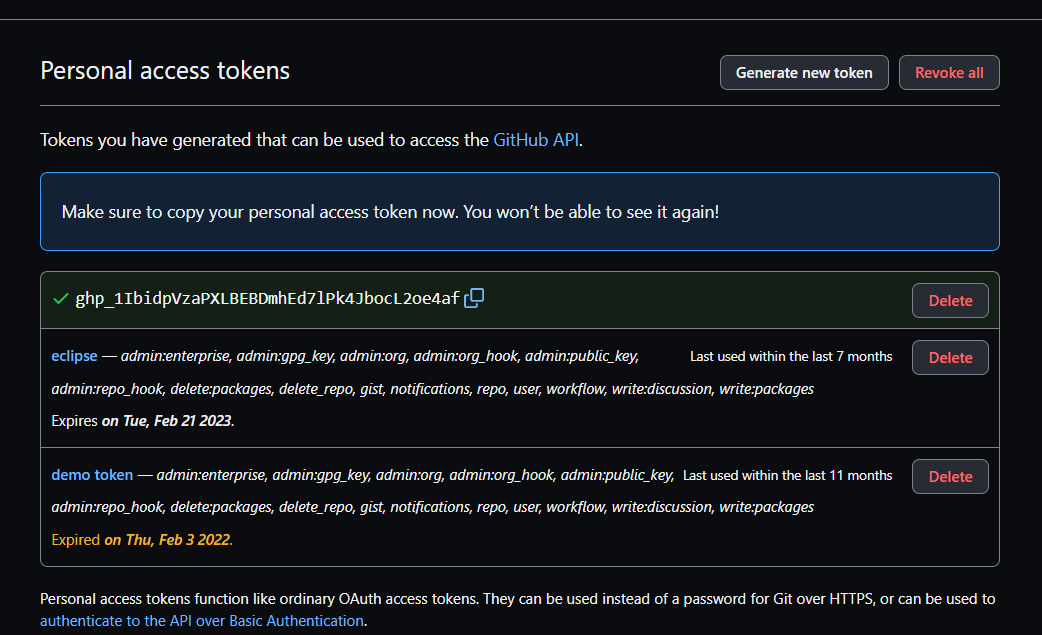 Personal access tokens
Generate new token
Revoke all
Tokens you have generated that can be used to access the GitHub API.
Make sure to copy your personal access token now. You won’t be able to see it again!
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
Delete
eclipse — admin:enterprise, admin:gpg_key, admin:org, admin:org_hook, admin:public_key,
Last used within the last 7 months
Delete
admin:repo_hook, delete:packages, delete_repo, gist, notifications, repo, user, workflow, write:discussion, write:packages
Expires on Tue, Feb 21 2023.
demo token — admin:enterprise, admin:gpg_key, admin:org, admin:org_hook, admin:public_key,
Last used within the last 11 months
Delete
admin:repo_hook, delete:packages, delete_repo, gist, notifications, repo, user, workflow, write:discussion, write:packages
Expired on Thu, Feb 3 2022.
Personal access tokens function like ordinary OAuth access tokens. They can be used instead of a password for Git over HTTPS, or can be used to
authenticate to the API over Basic Authentication.